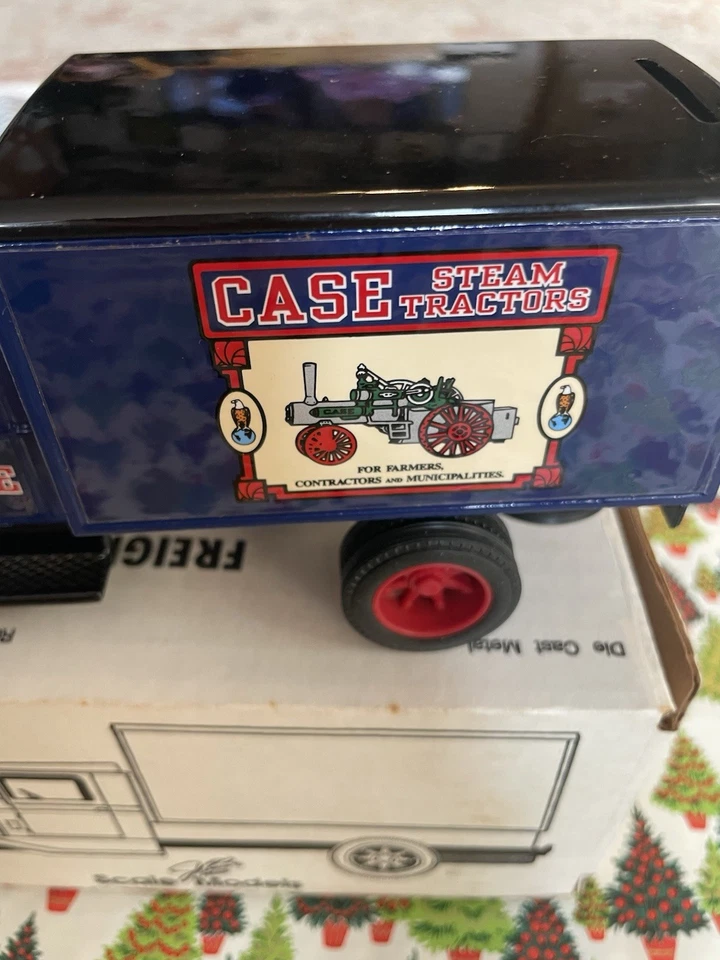 CASE STEAM TRACTORS
CASE
FOR FARMERS,
CONTRACTORS AND MUNICIPALITIES.
E
FREIG
Die Cast Metal
Scale Models